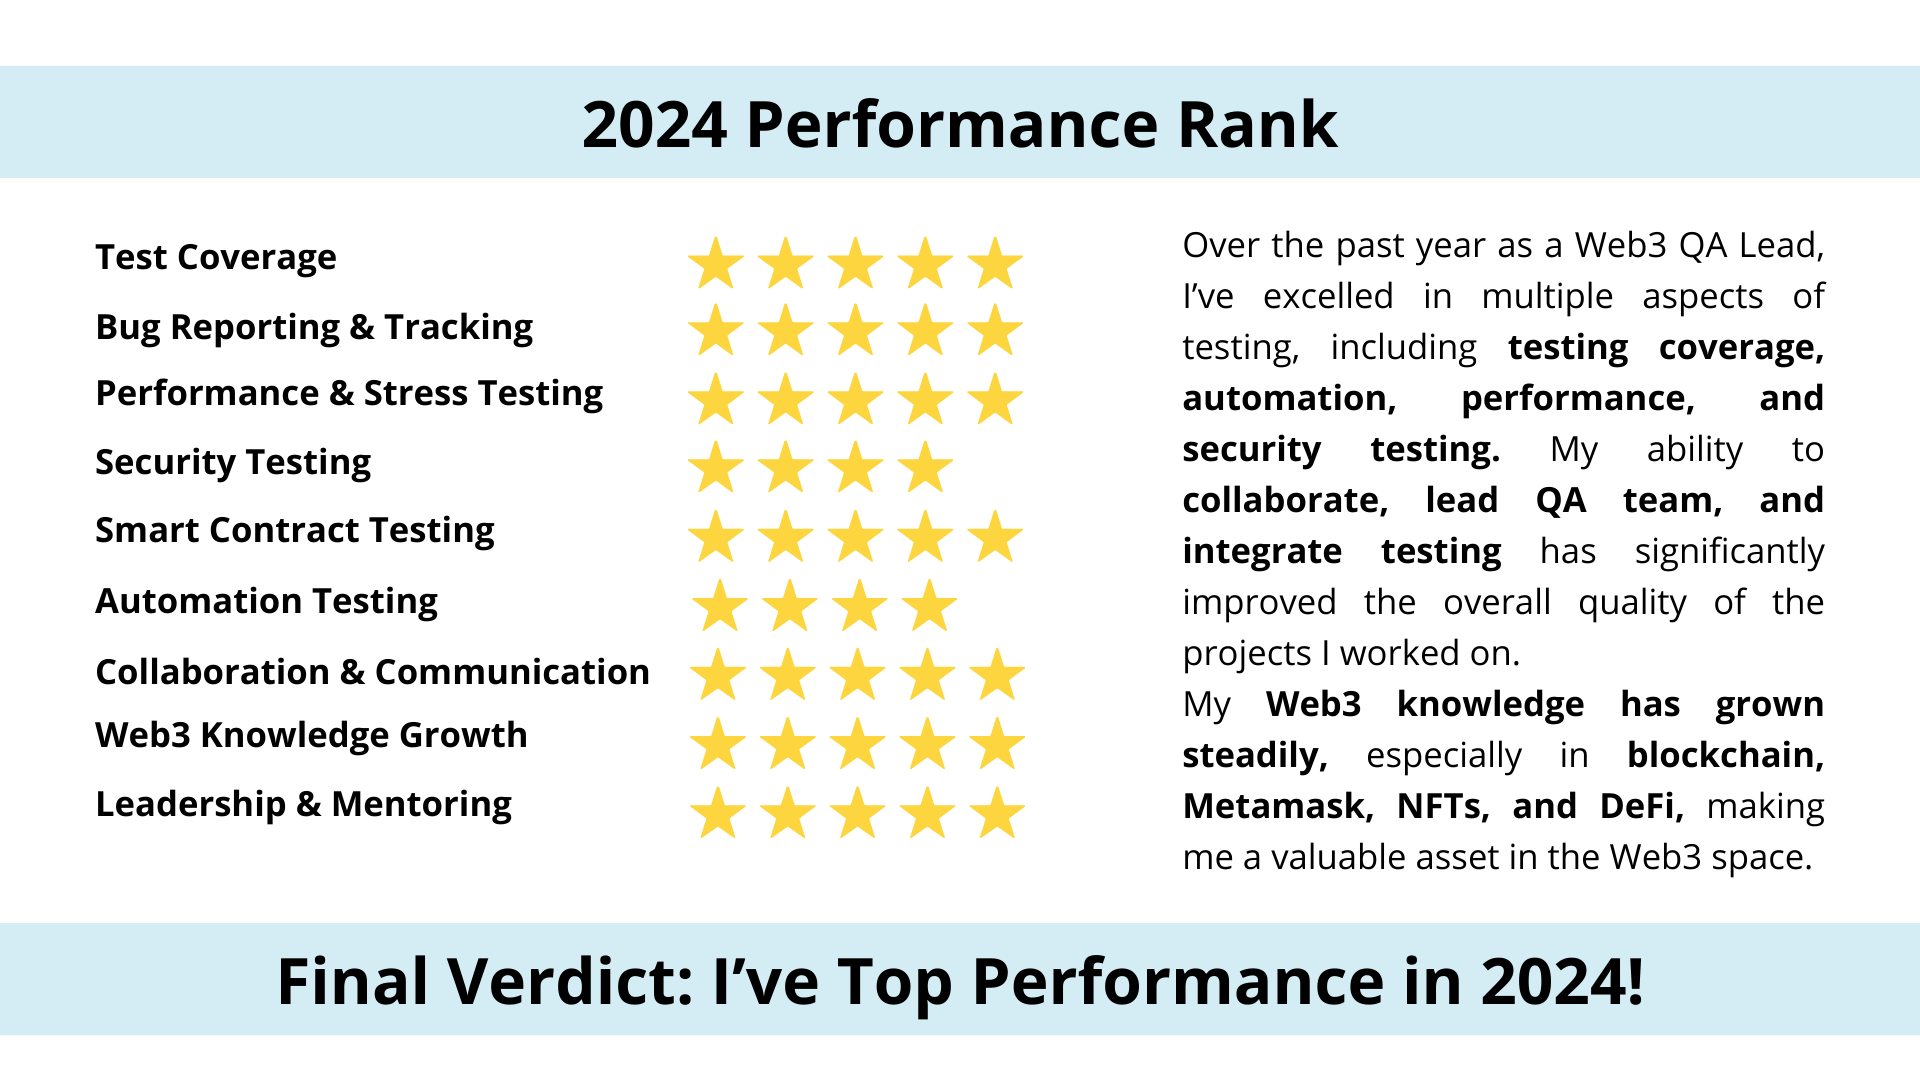 2024 Performance Rank
Test Coverage
Bug Reporting & Tracking
Performance & Stress Testing
Security Testing
Smart Contract Testing
Automation Testing
Collaboration & Communication
Web3 Knowledge Growth
Leadership & Mentoring
Over the past year as a Web3 QA Lead,
I’ve excelled in multiple aspects of
testing, including testing coverage,
automation, performance, and
security testing. My ability to
collaborate, lead QA team, and
integrate testing has significantly
improved the overall quality of the
projects I worked on.
My Web3 knowledge has grown
steadily, especially in blockchain,
Metamask, NFTs, and DeFi, making
me a valuable asset in the Web3 space.
Final Verdict: I’ve Top Performance in 2024!